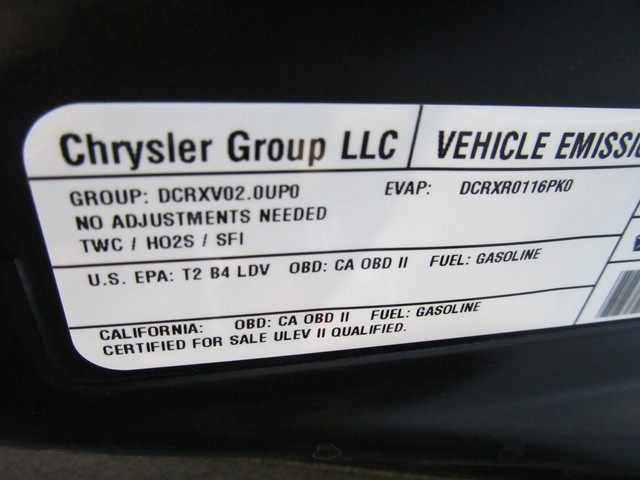 Chrysler Group LLC
VEHICLE EMISSI
GROUP: DCRXV02.0UP0
EVAP: DCRXR0116PK0
NO ADJUSTMENTS NEEDED
TWC / HO2S / SFI
U.S. EPA: T2 B4 LDV OBD: CA OBD II FUEL: GASOLINE
CALIFORNIA: OBD: CA OBD II FUEL: GASOLINE
CERTIFIED FOR SALE ULEV II QUALIFIED.